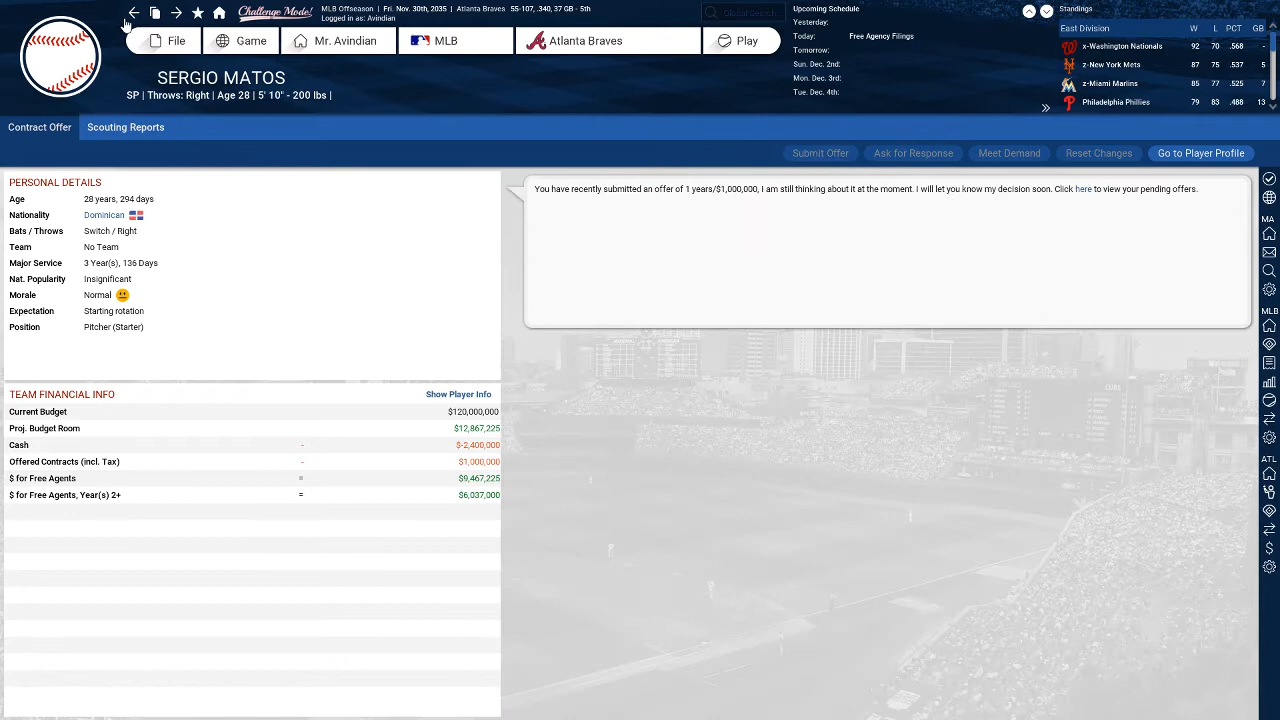 Challenge Mode!
MLB Offseason | Fri. Nov. 30th, 2035 | Atlanta Braves 55-107, .340, 37 GB - 5th
Logged in as: Avindian
Global Search
File
Game
Mr. Avindian
MLB
Atlanta Braves
Play
SERGIO MATOS
SP | Throws: Right | Age 28 | 5' 10" - 200 lbs |
Upcoming Schedule
Yesterday:
Today: Free Agency Filings
Tomorrow:
Sun. Dec. 2nd:
Mon. Dec. 3rd:
Tue. Dec. 4th:
Standings
East Division W L PCT GB
x-Washington Nationals 92 70 .568 -
z-New York Mets 87 75 .537 5
z-Miami Marlins 85 77 .525 7
Philadelphia Phillies 79 83 .488 13
Contract Offer
Scouting Reports
Submit Offer
Ask for Response
Meet Demand
Reset Changes
Go to Player Profile
PERSONAL DETAILS
Age 28 years, 294 days
Nationality Dominican
Bats / Throws Switch / Right
Team No Team
Major Service 3 Year(s), 136 Days
Nat. Popularity Insignificant
Morale Normal
Expectation Starting rotation
Position Pitcher (Starter)
You have recently submitted an offer of 1 years/$1,000,000, I am still thinking about it at the moment. I will let you know my decision soon. Click here to view your pending offers.
TEAM FINANCIAL INFO Show Player Info
Current Budget $120,000,000
Proj. Budget Room $12,867,225
Cash - $-2,400,000
Offered Contracts (incl. Tax) - $1,000,000
$ for Free Agents = $9,467,225
$ for Free Agents, Year(s) 2+ = $6,037,000
MA
MLB
ATL